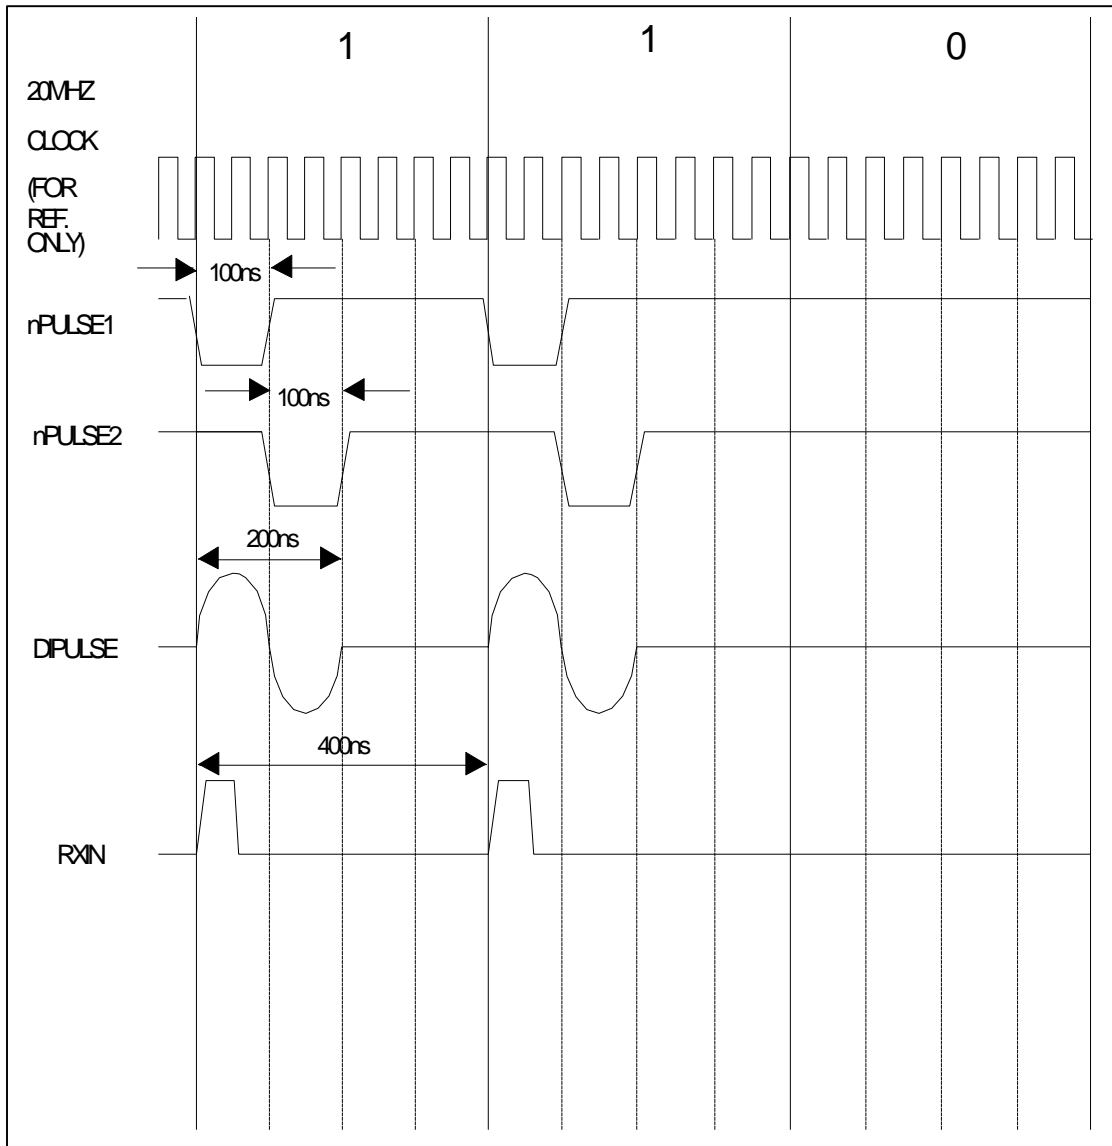 1 1 0
20MHZ
CLOCK
(FOR
REF.
ONLY)
100ns
nPULSE1
100ns
nPULSE2
200ns
DIPULSE
400ns
RXIN